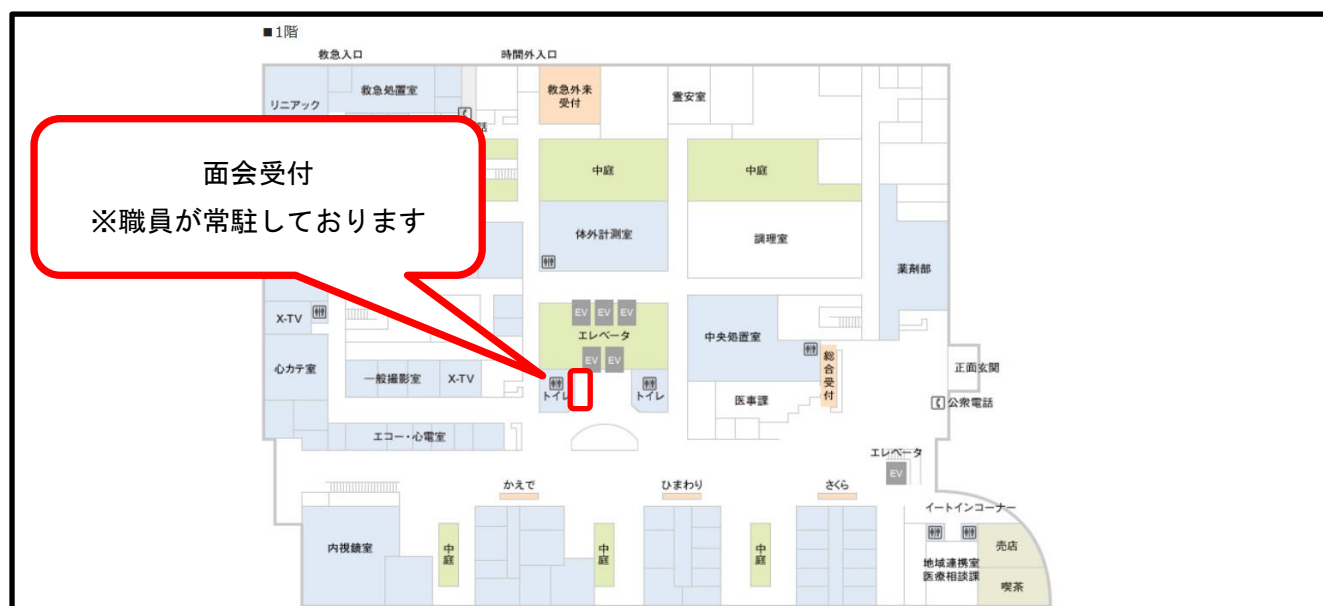 ■1階
救急入口
時間外入口
リニアック
救急処置室
救急外来
受付
霊安室
話
面会受付
※職員が常駐しております
中庭
中庭
体外計測室
調理室
薬剤部
X-TV
EV EV EV
エレベータ
EV EV
中央処置室
総合受付
正面玄関
心カテ室
一般撮影室
X-TV
トイレ
トイレ
医事課
公衆電話
エコー・心電室
エレベータ
EV
かえで
ひまわり
さくら
イートインコーナー
内視鏡室
中庭
中庭
中庭
売店
地域連携室
医療相談課
喫茶